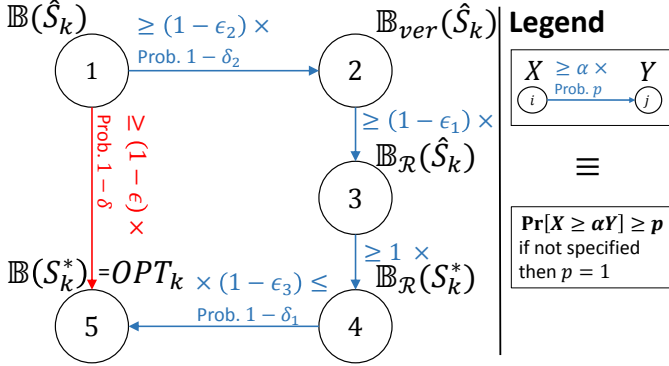 𝔹(Ŝ_k)
≥ (1 − ϵ_2) ×
Prob. 1 − δ_2
𝔹_{ver}(Ŝ_k)
1
2
≥ (1 − ϵ) ×
Prob. 1 − δ
≥ (1 − ϵ_1) ×
𝔹_ℛ(Ŝ_k)
3
≥ 1 ×
𝔹(S_k^*) =OPT_k
× (1 − ϵ_3) ≤
Prob. 1 − δ_1
𝔹_ℛ(S_k^*)
5
4
Legend
X ≥ α × Y
Prob. p
i j
≡
Pr[X ≥ αY] ≥ p
if not specified
then p = 1